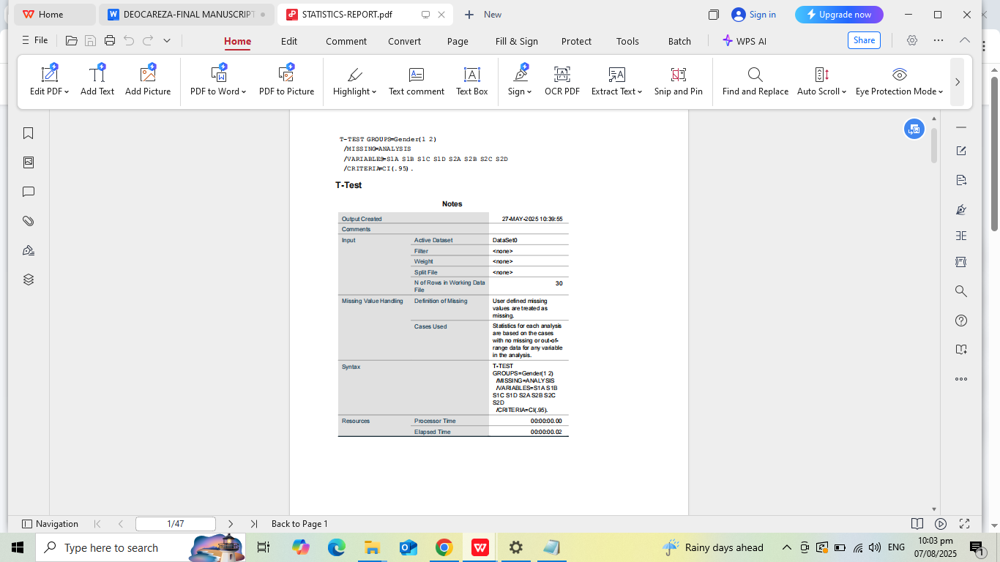 Home
DEOCAREZA-FINAL MANUSCRIPT
STATISTICS-REPORT.pdf
New
Sign in
Upgrade now
File
Home
Edit
Comment
Convert
Page
Fill & Sign
Protect
Tools
Batch
WPS AI
Share
Edit PDF
Add Text
Add Picture
PDF to Word
PDF to Picture
Highlight
Text comment
Text Box
Sign
OCR PDF
Extract Text
Snip and Pin
Find and Replace
Auto Scroll
Eye Protection Mode
T-TEST GROUPS=Gender(1 2)
/MISSING=ANALYSIS
/VARIABLES=S1A S1B S1C S1D S2A S2B S2C S2D
/CRITERIA=CI(.95).
T-Test
Notes
Output Created 27-MAY-2025 10:39:55
Comments
Input Active Dataset DataSet0
Filter <none>
Weight <none>
Split File <none>
N of Rows in Working Data 30
File
Missing Value Handling Definition of Missing User defined missing
values are treated as
missing.
Cases Used Statistics for each analysis
are based on the cases
with no missing or out-of-
range data for any variable
in the analysis.
Syntax T-TEST
GROUPS=Gender(1 2)
/MISSING=ANALYSIS
/VARIABLES=S1A S1B
S1C S1D S2A S2B S2C
S2D
/CRITERIA=CI(.95).
Resources Processor Time 00:00:00.00
Elapsed Time 00:00:00.02
Navigation
1/47
Back to Page 1
Type here to search
Rainy days ahead
ENG
10:03 pm
07/08/2025
1